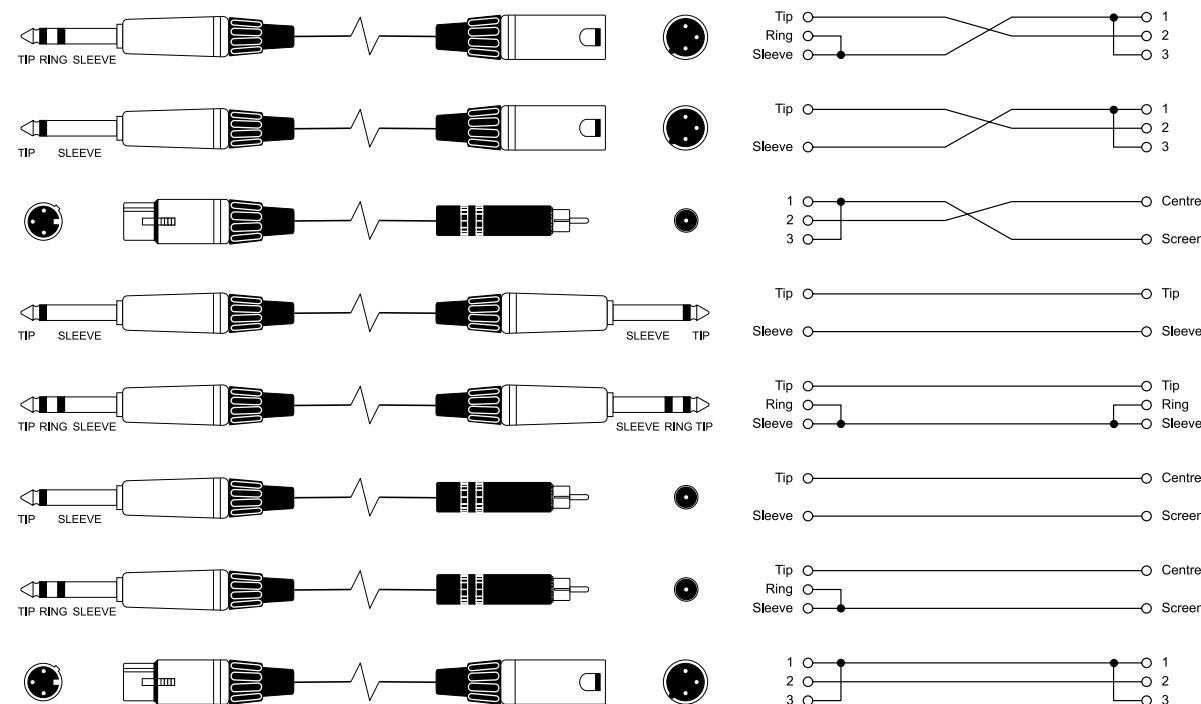 Tip 1
Ring 2
TIP RING SLEEVE Sleeve 3
Tip 1
2
TIP SLEEVE Sleeve 3
1 Centre
2
3 Screen
Tip Tip
TIP SLEEVE SLEEVE TIP Sleeve Sleeve
Tip Tip
Ring Ring
TIP RING SLEEVE SLEEVE RING TIP Sleeve Sleeve
Tip Centre
TIP SLEEVE Sleeve Screen
Tip Centre
Ring
TIP RING SLEEVE Sleeve Screen
1 1
2 2
3 3